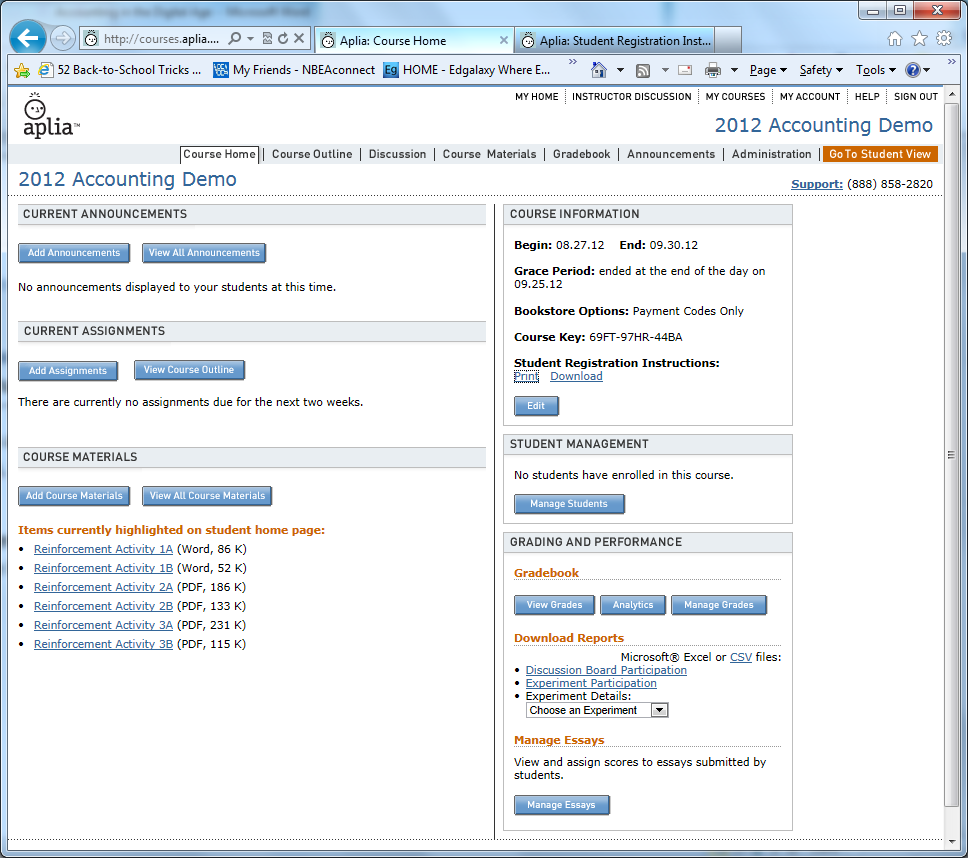 Accounting in the Digital Age - Microsoft Word
http://courses.aplia....
Aplia: Course Home
Aplia: Student Registration Inst...
52 Back-to-School Tricks ...
My Friends - NBEAconnect
Eg HOME - Edgalaxy Where E...
Page
Safety
Tools
aplia™
MY HOME
INSTRUCTOR DISCUSSION
MY COURSES
MY ACCOUNT
HELP
SIGN OUT
2012 Accounting Demo
Course Home
Course Outline
Discussion
Course Materials
Gradebook
Announcements
Administration
Go To Student View
2012 Accounting Demo
Support: (888) 858-2820
CURRENT ANNOUNCEMENTS
Add Announcements
View All Announcements
No announcements displayed to your students at this time.
CURRENT ASSIGNMENTS
Add Assignments
View Course Outline
There are currently no assignments due for the next two weeks.
COURSE MATERIALS
Add Course Materials
View All Course Materials
Items currently highlighted on student home page:
• Reinforcement Activity 1A (Word, 86 K)
• Reinforcement Activity 1B (Word, 52 K)
• Reinforcement Activity 2A (PDF, 186 K)
• Reinforcement Activity 2B (PDF, 133 K)
• Reinforcement Activity 3A (PDF, 231 K)
• Reinforcement Activity 3B (PDF, 115 K)
COURSE INFORMATION
Begin: 08.27.12 End: 09.30.12
Grace Period: ended at the end of the day on
09.25.12
Bookstore Options: Payment Codes Only
Course Key: 69FT-97HR-44BA
Student Registration Instructions:
Print Download
Edit
STUDENT MANAGEMENT
No students have enrolled in this course.
Manage Students
GRADING AND PERFORMANCE
Gradebook
View Grades
Analytics
Manage Grades
Download Reports
Microsoft® Excel or CSV files:
• Discussion Board Participation
• Experiment Participation
• Experiment Details:
Choose an Experiment
Manage Essays
View and assign scores to essays submitted by
students.
Manage Essays